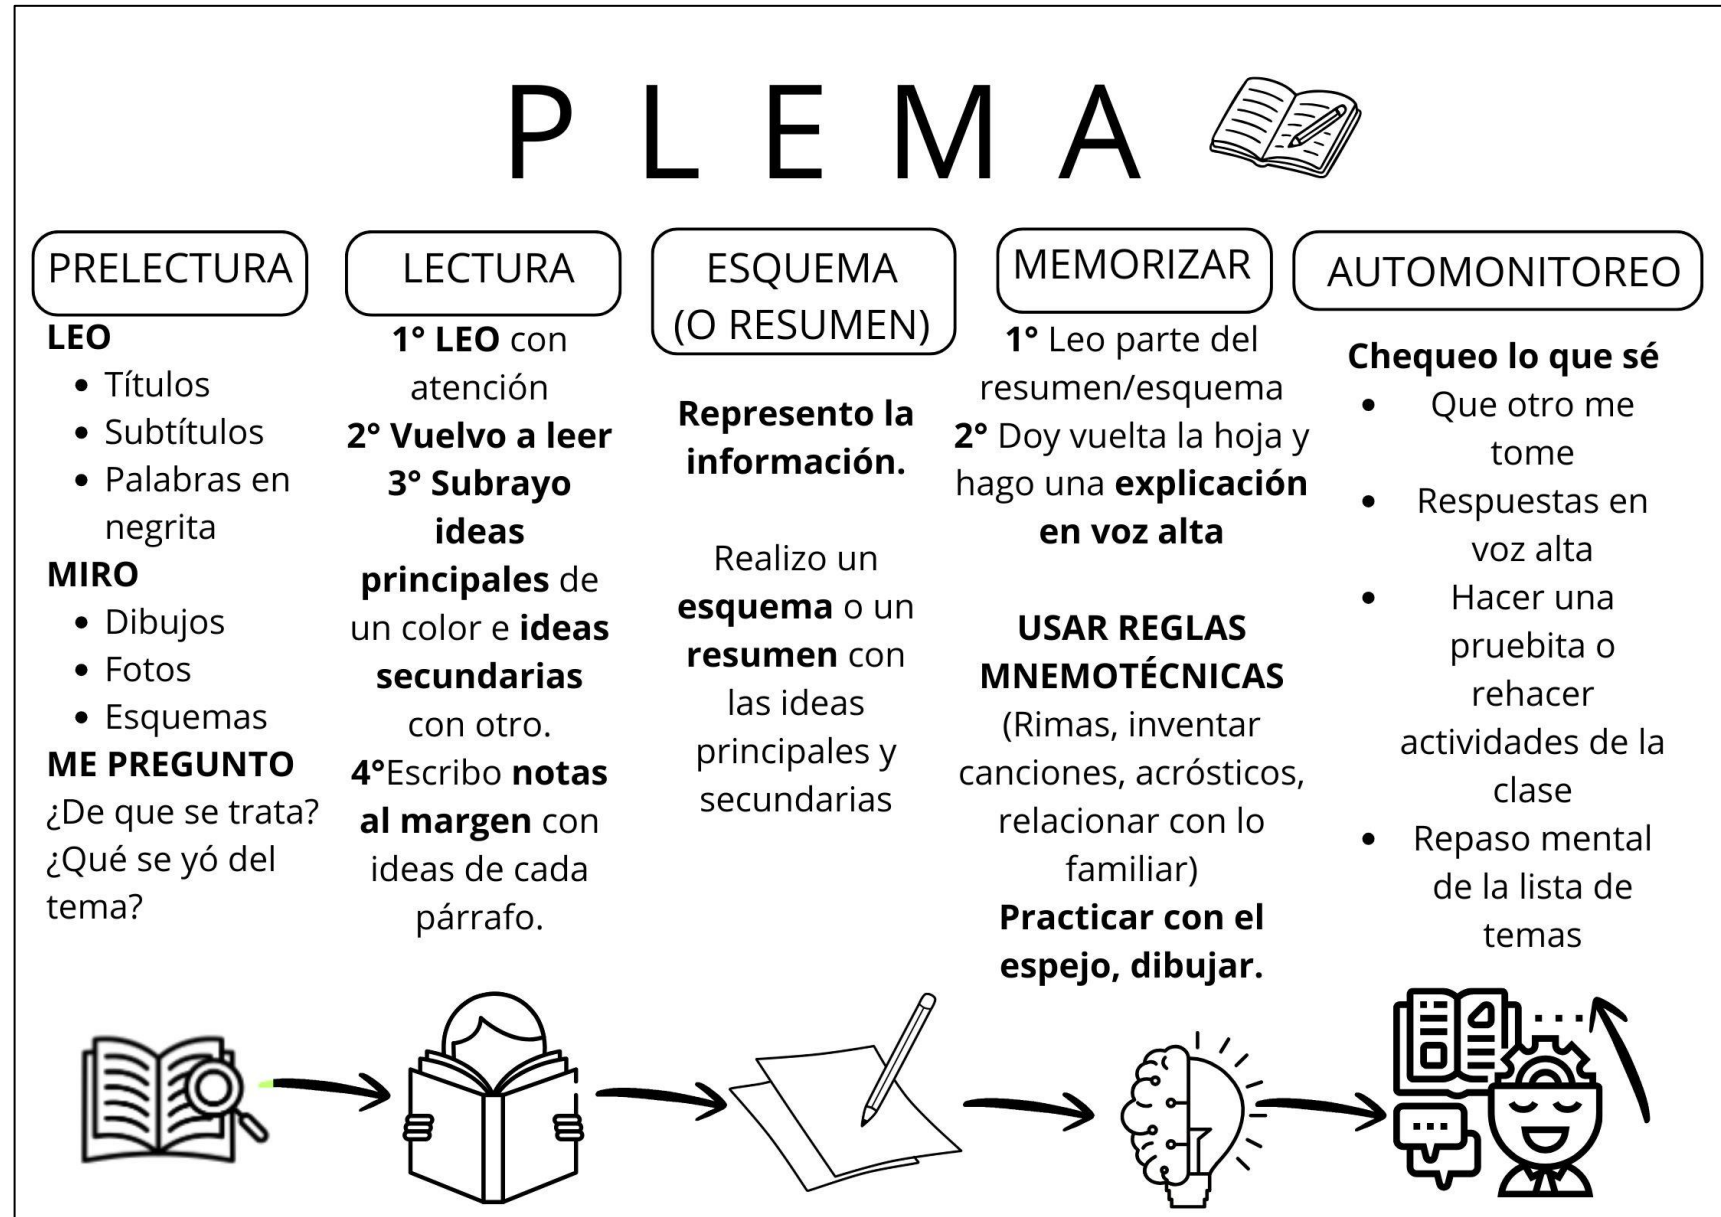 P L E M A
PRELECTURA
LEO
• Títulos
• Subtítulos
• Palabras en
negrita
MIRO
• Dibujos
• Fotos
• Esquemas
ME PREGUNTO
¿De que se trata?
¿Qué se yó del
tema?
LECTURA
1° LEO con
atención
2° Vuelvo a leer
3° Subrayo
ideas
principales de
un color e ideas
secundarias
con otro.
4°Escribo notas
al margen con
ideas de cada
párrafo.
ESQUEMA
(O RESUMEN)
Represento la
información.
Realizo un
esquema o un
resumen con
las ideas
principales y
secundarias
MEMORIZAR
1° Leo parte del
resumen/esquema
2° Doy vuelta la hoja y
hago una explicación
en voz alta
USAR REGLAS
MNEMOTÉCNICAS
(Rimas, inventar
canciones, acrósticos,
relacionar con lo
familiar)
Practicar con el
espejo, dibujar.
AUTOMONITOREO
Chequeo lo que sé
• Que otro me
tome
• Respuestas en
voz alta
• Hacer una
pruebita o
rehacer
actividades de la
clase
• Repaso mental
de la lista de
temas